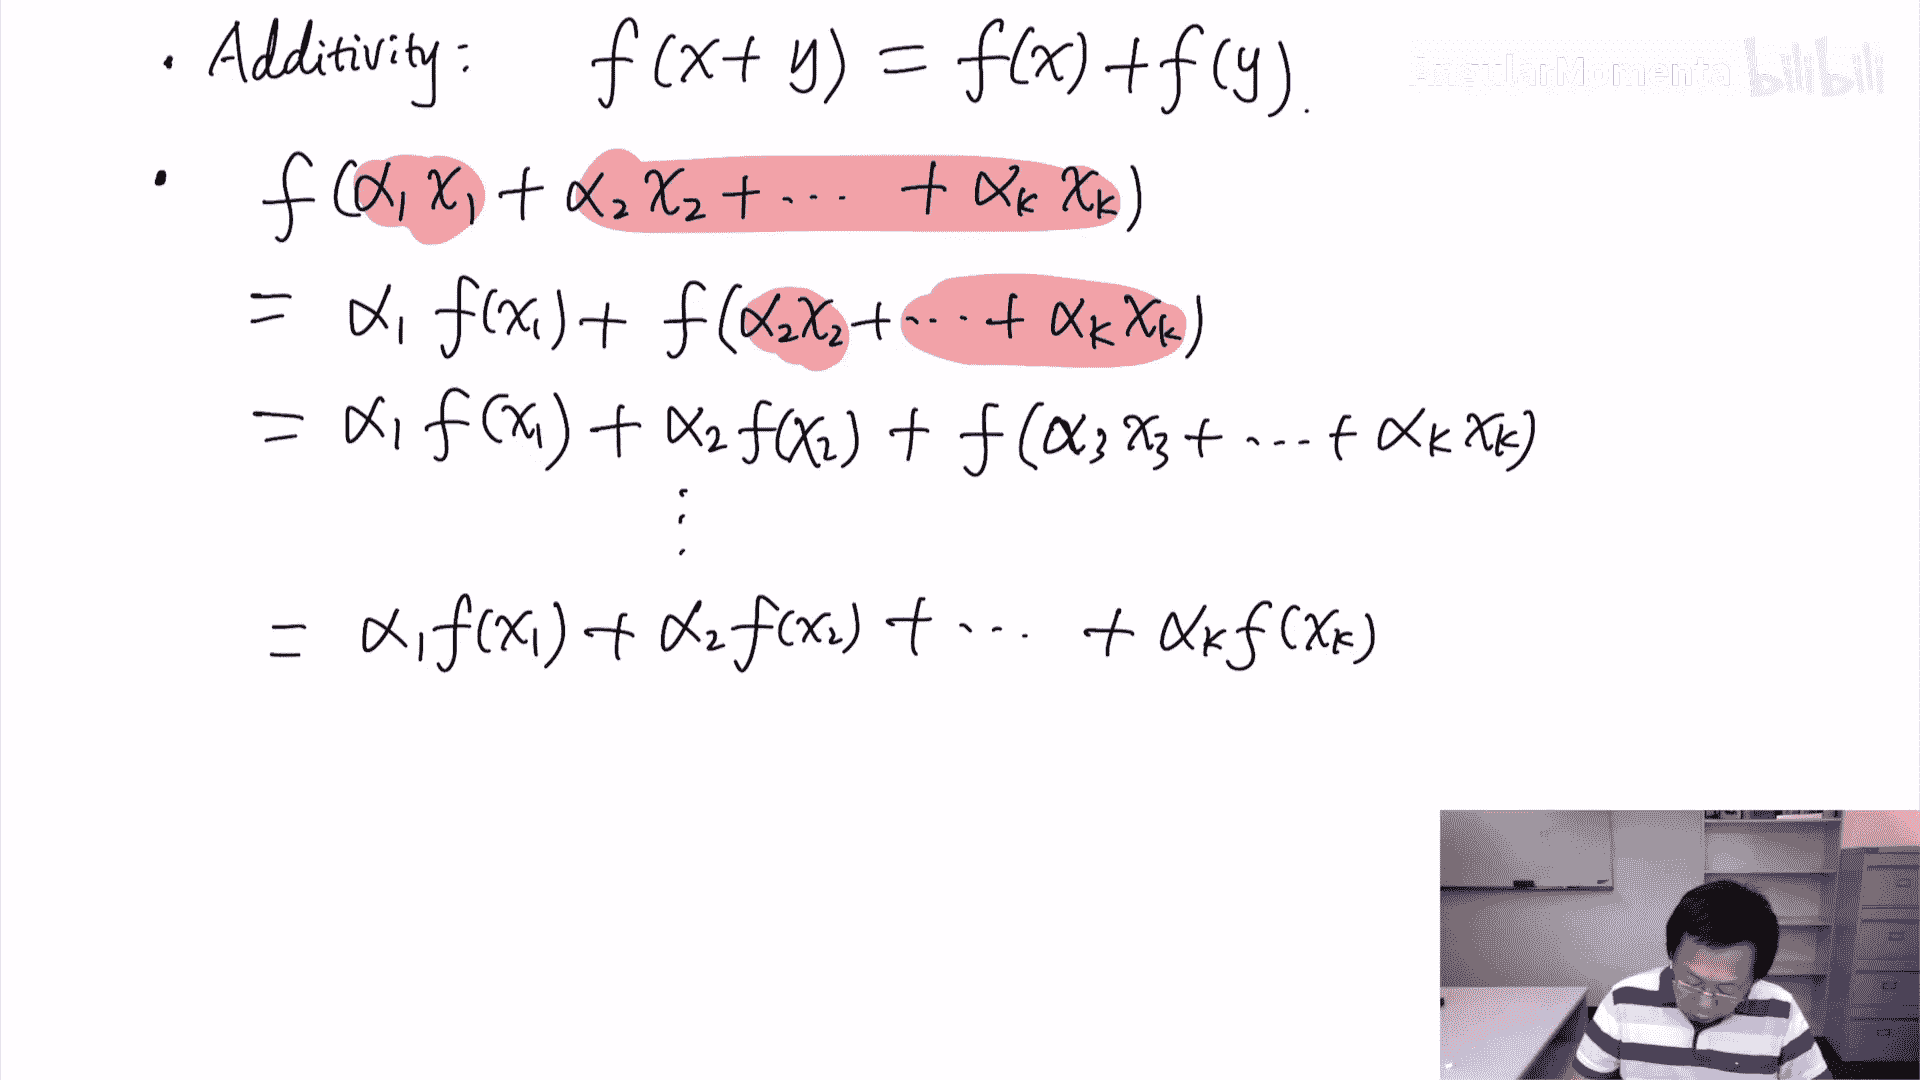 · Additivity: f(x+y) = f(x)+f(y).
AngularMomenta bilibili
· f(α₁x₁ + α₂x₂ + ... + αₖxₖ)
= α₁f(x₁) + f(α₂x₂ + ... + αₖxₖ)
= α₁f(x₁) + α₂f(x₂) + f(α₃x₃ + ... + αₖxₖ)
⋮
= α₁f(x₁) + α₂f(x₂) + ... + αₖf(xₖ)